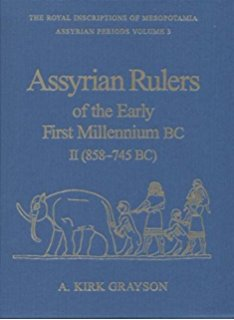 THE ROYAL INSCRIPTIONS OF MESOPOTAMIA
ASSYRIAN PERIODS VOLUME 3
Assyrian Rulers
of the Early
First Millennium BC
II (858–745 BC)
A. KIRK GRAYSON